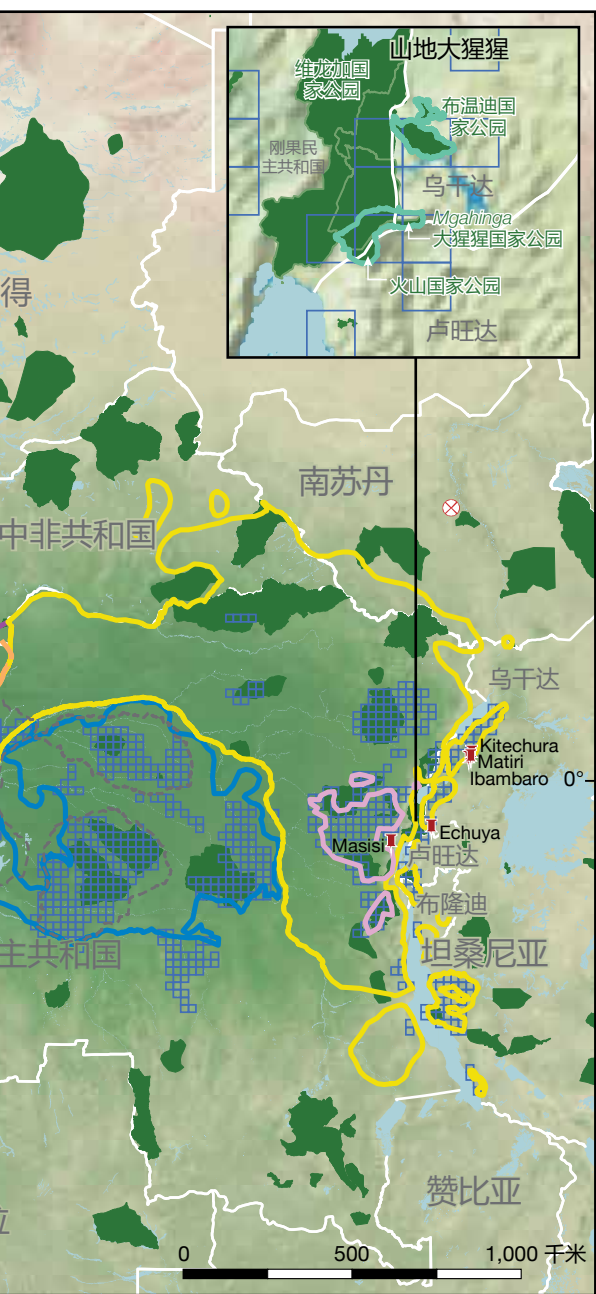 山地大猩猩
维龙加国
家公园
布温迪国
家公园
刚果民
主共和国
乌干达
Mgahinga
大猩猩国家公园
火山国家公园
卢旺达
得
南苏丹
中非共和国
乌干达
Kitechura
Matiri
Ibambaro
0°
Echuya
Masisi
卢旺达
布隆迪
主共和国
坦桑尼亚
赞比亚
0 500 1,000 千米